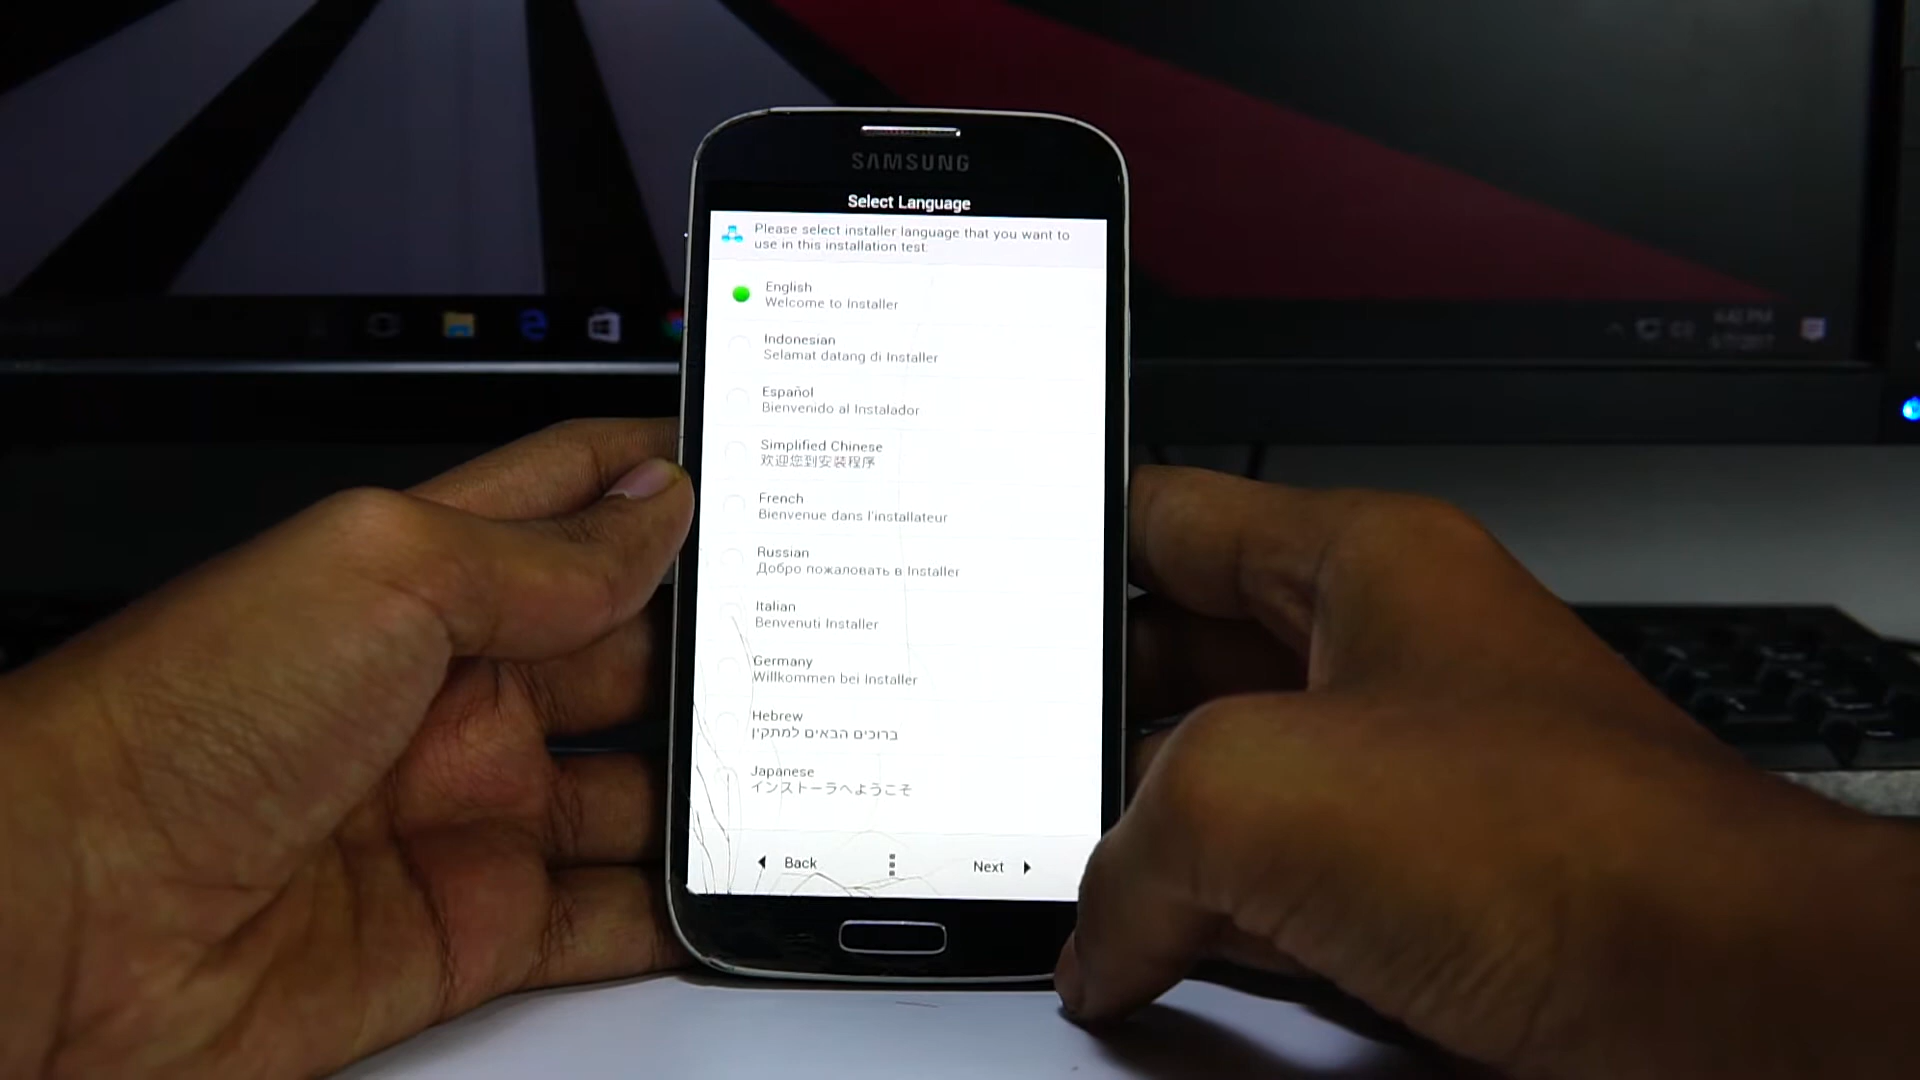 SAMSUNG
Select Language
Please select installer language that you want to
use in this installation test:
English
Welcome to Installer
Indonesian
Selamat datang di Installer
Español
Bienvenido al Instalador
Simplified Chinese
欢迎您到安装程序
French
Bienvenue dans l'installateur
Russian
Добро пожаловать в Installer
Italian
Benvenuti Installer
Germany
Willkommen bei Installer
Hebrew
ברוכים הבאים למתקין
Japanese
インストーラへようこそ
Back
Next